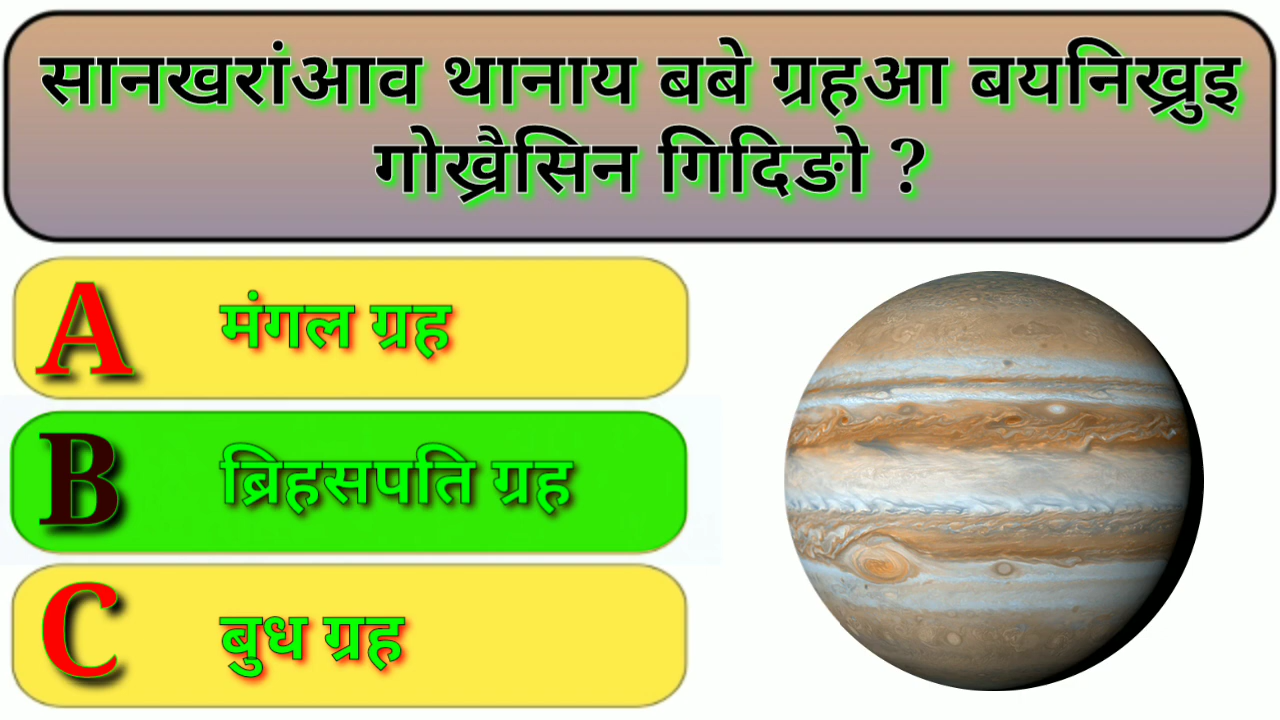 सानखरांआव थानाय बबे ग्रहआ बयनिख्रुइ
गोख्रैसिन गिदिङो ?
A मंगल ग्रह
B ब्रिहसपति ग्रह
C बुध ग्रह